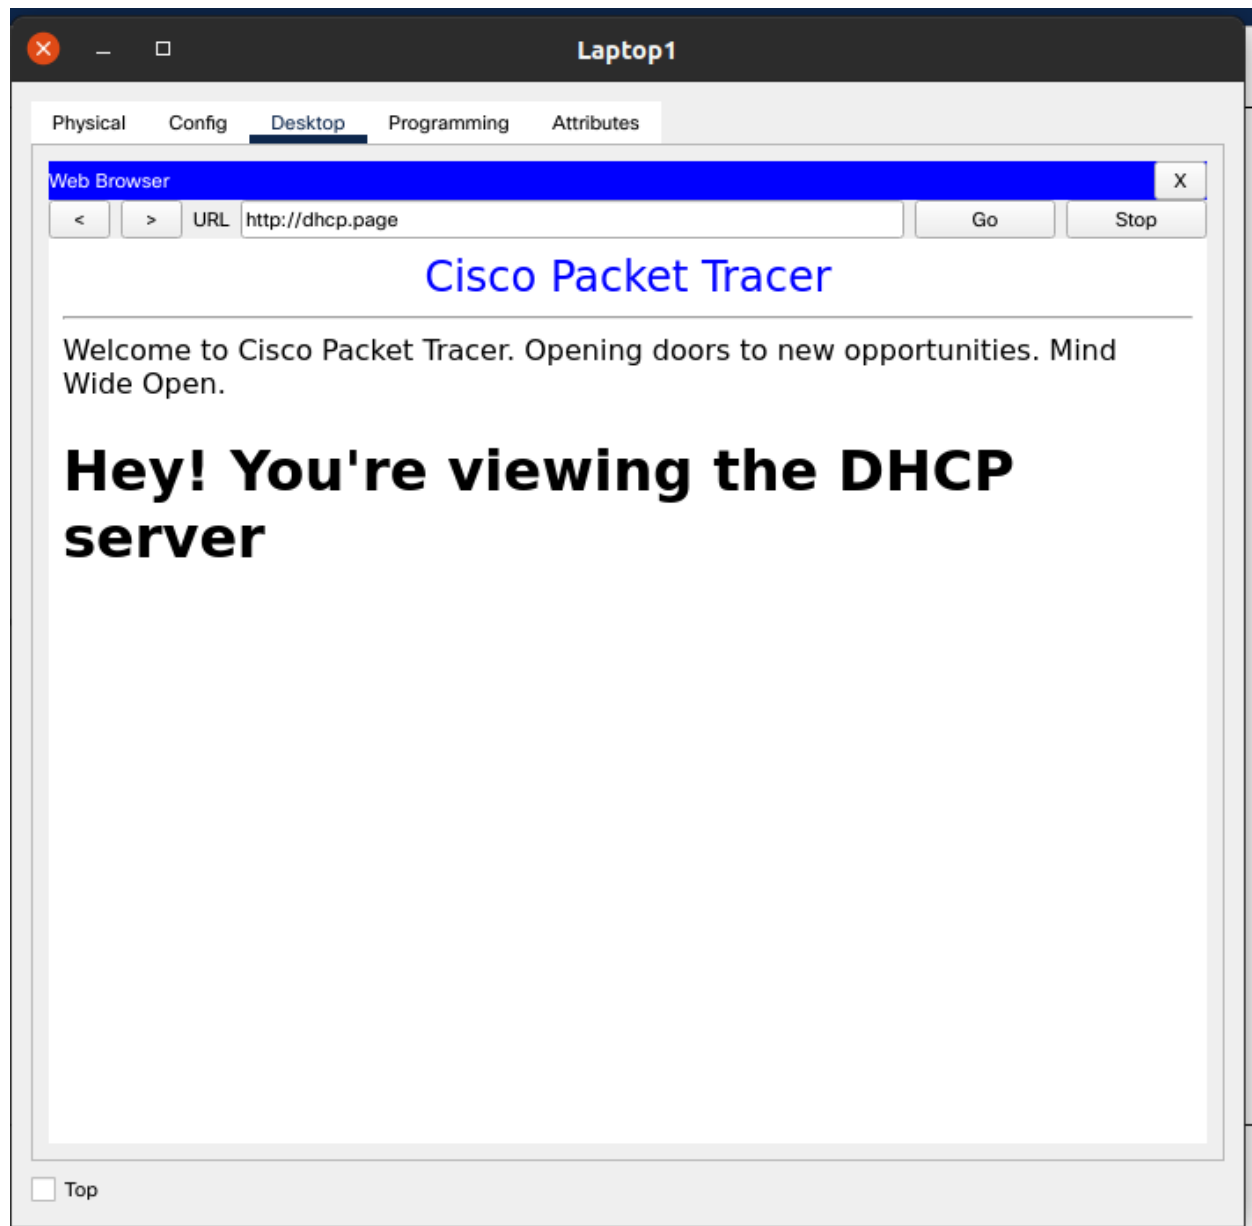 Laptop1
Physical Config Desktop Programming Attributes
Web Browser X
< > URL http://dhcp.page Go Stop
Cisco Packet Tracer
Welcome to Cisco Packet Tracer. Opening doors to new opportunities. Mind
Wide Open.
Hey! You're viewing the DHCP
server
Top